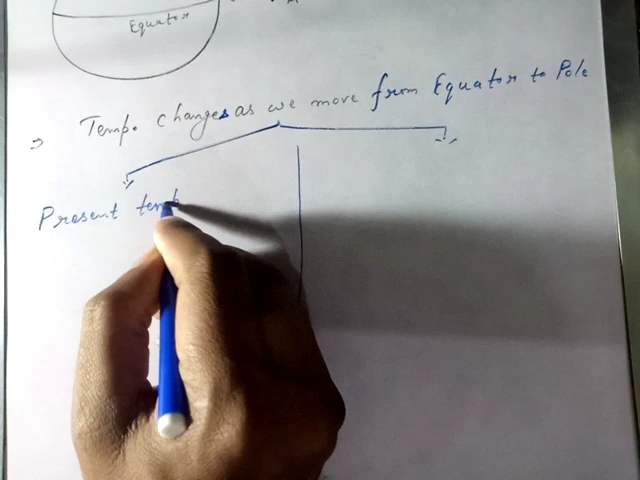 Equator
⇒ Temp. changes as we move from Equator to Pole
Present temp